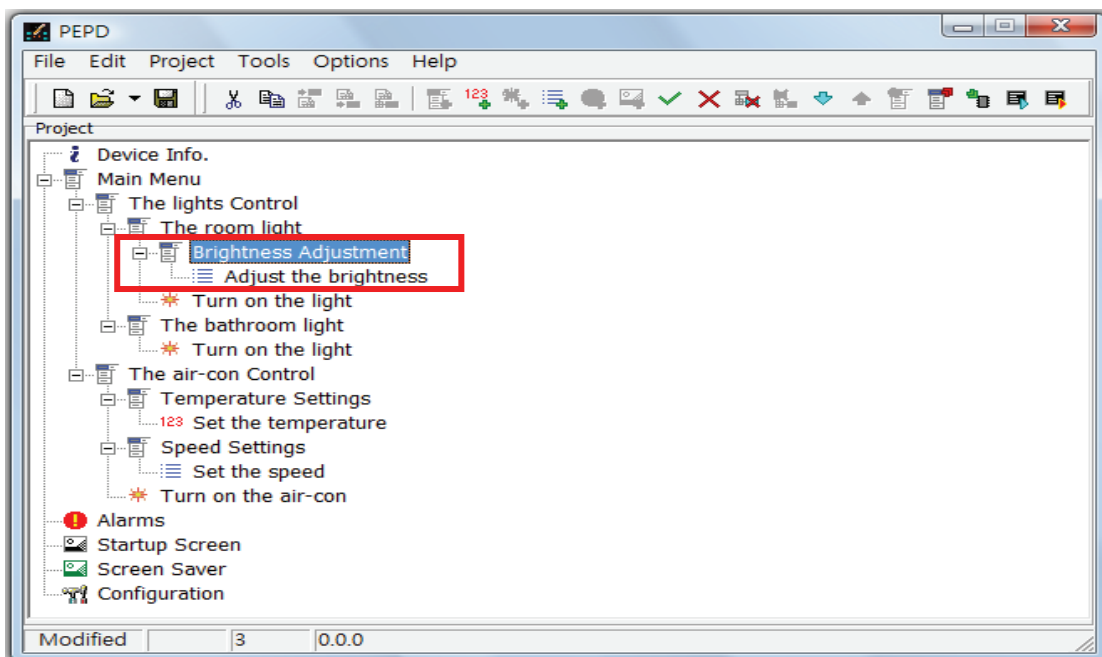 PEPD
File Edit Project Tools Options Help
123
Project
Device Info.
Main Menu
The lights Control
The room light
Brightness Adjustment
Adjust the brightness
Turn on the light
The bathroom light
Turn on the light
The air-con Control
Temperature Settings
123 Set the temperature
Speed Settings
Set the speed
Turn on the air-con
Alarms
Startup Screen
Screen Saver
Configuration
Modified 3 0.0.0